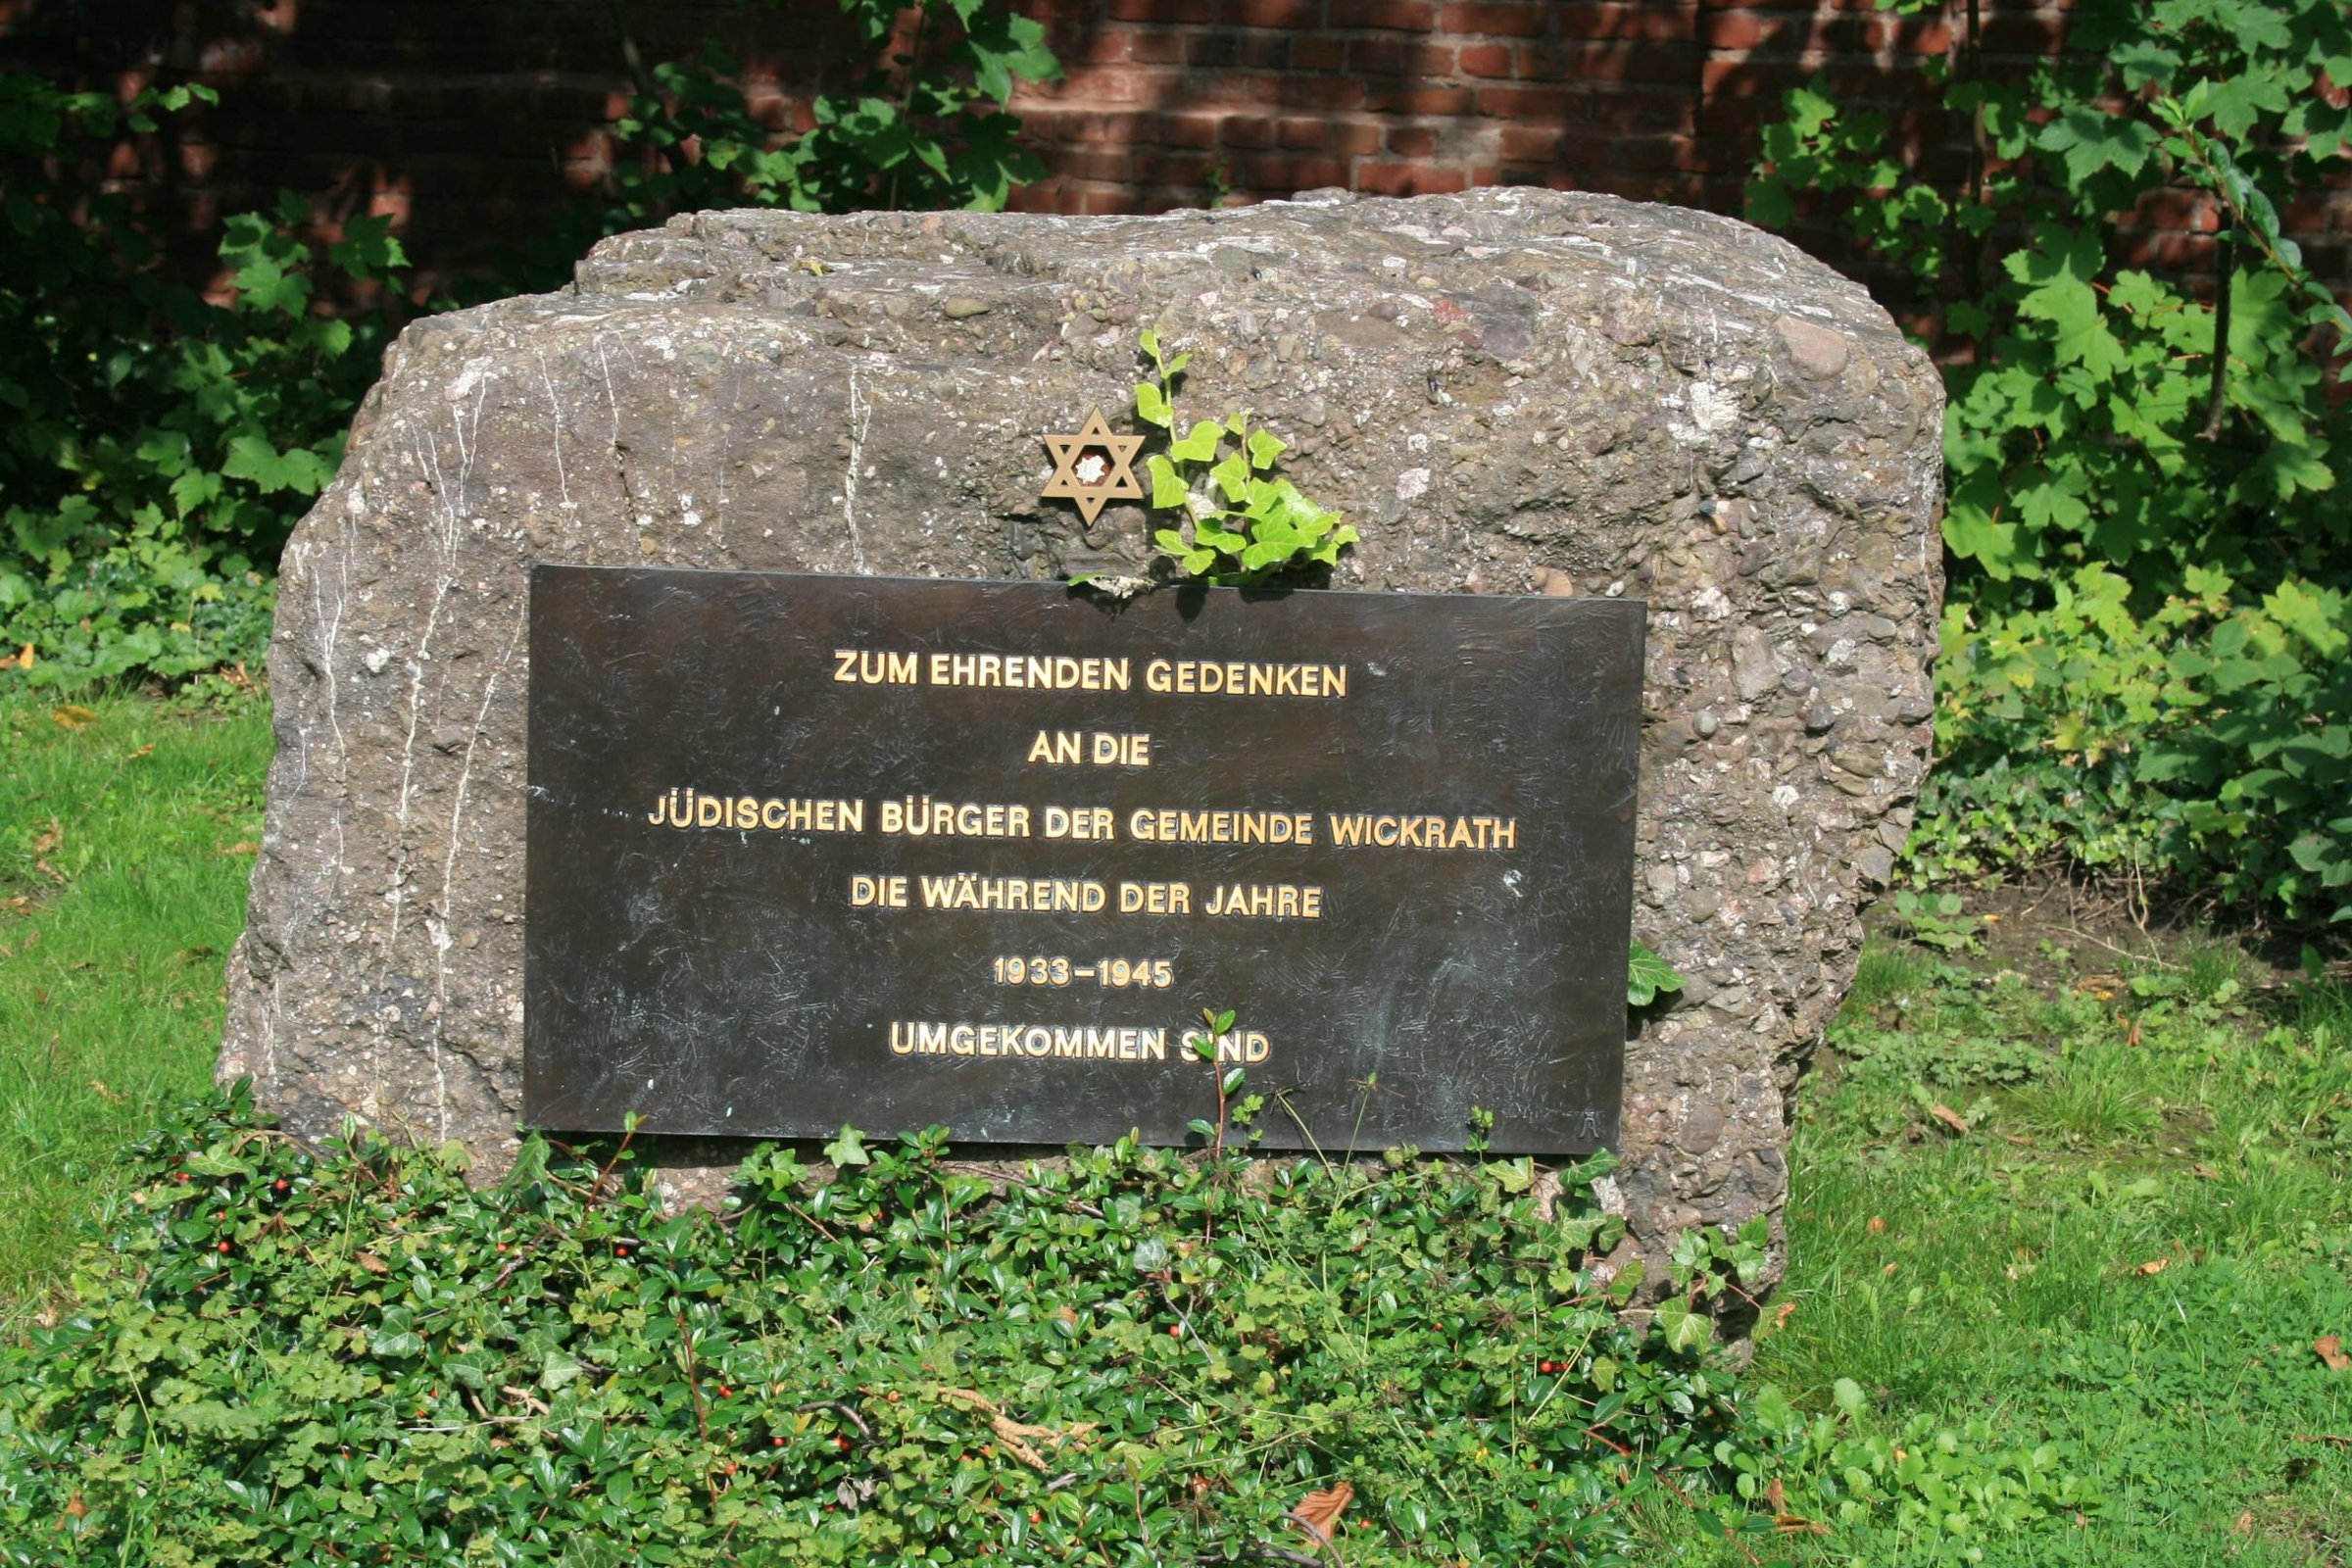 ZUM EHRENDEN GEDENKEN
AN DIE
JÜDISCHEN BÜRGER DER GEMEINDE WICKRATH
DIE WÄHREND DER JAHRE
1933-1945
UMGEKOMMEN SIND